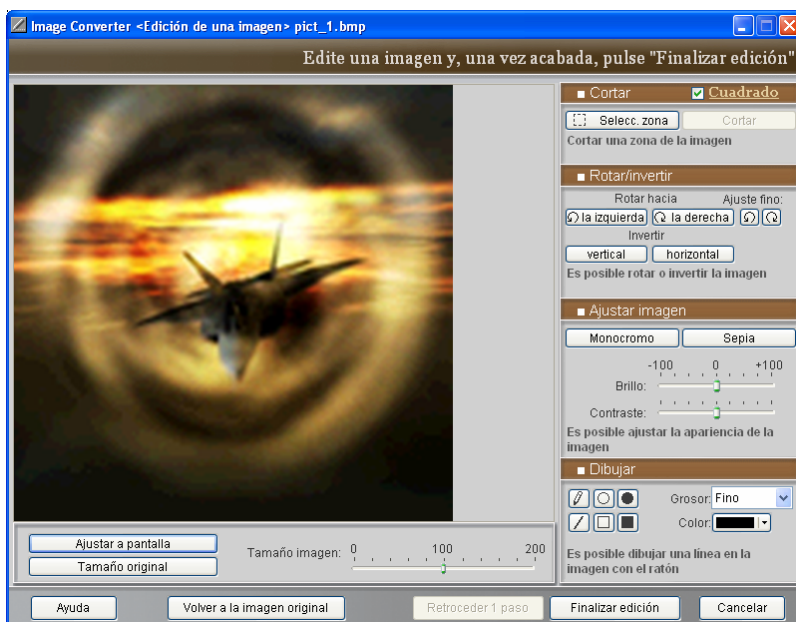 Image Converter <Edición de una imagen> pict_1.bmp
Edite una imagen y, una vez acabada, pulse "Finalizar edición"
Cortar
Cuadrado
Selecc. zona
Cortar
Cortar una zona de la imagen
Rotar/invertir
Rotar hacia
Ajuste fino:
la izquierda
la derecha
Invertir
vertical
horizontal
Es posible rotar o invertir la imagen
Ajustar imagen
Monocromo
Sepia
-100 0 +100
Brillo:
Contraste:
Es posible ajustar la apariencia de la
imagen
Dibujar
Grosor: Fino
Color:
Es posible dibujar una línea en la
imagen con el ratón
Ajustar a pantalla
Tamaño original
Tamaño imagen: 0 100 200
Ayuda
Volver a la imagen original
Retroceder 1 paso
Finalizar edición
Cancelar